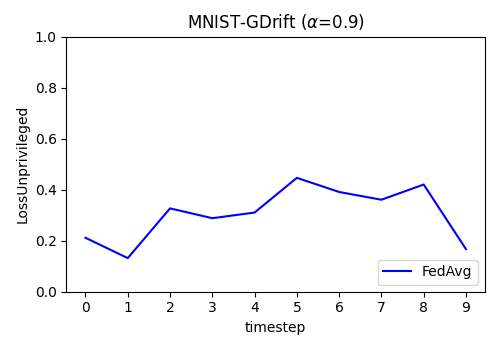 MNIST-GDrift (α=0.9)
1.0
0.8
0.6
0.4
0.2
0.0
LossUnprivileged
FedAvg
0 1 2 3 4 5 6 7 8 9
timestep